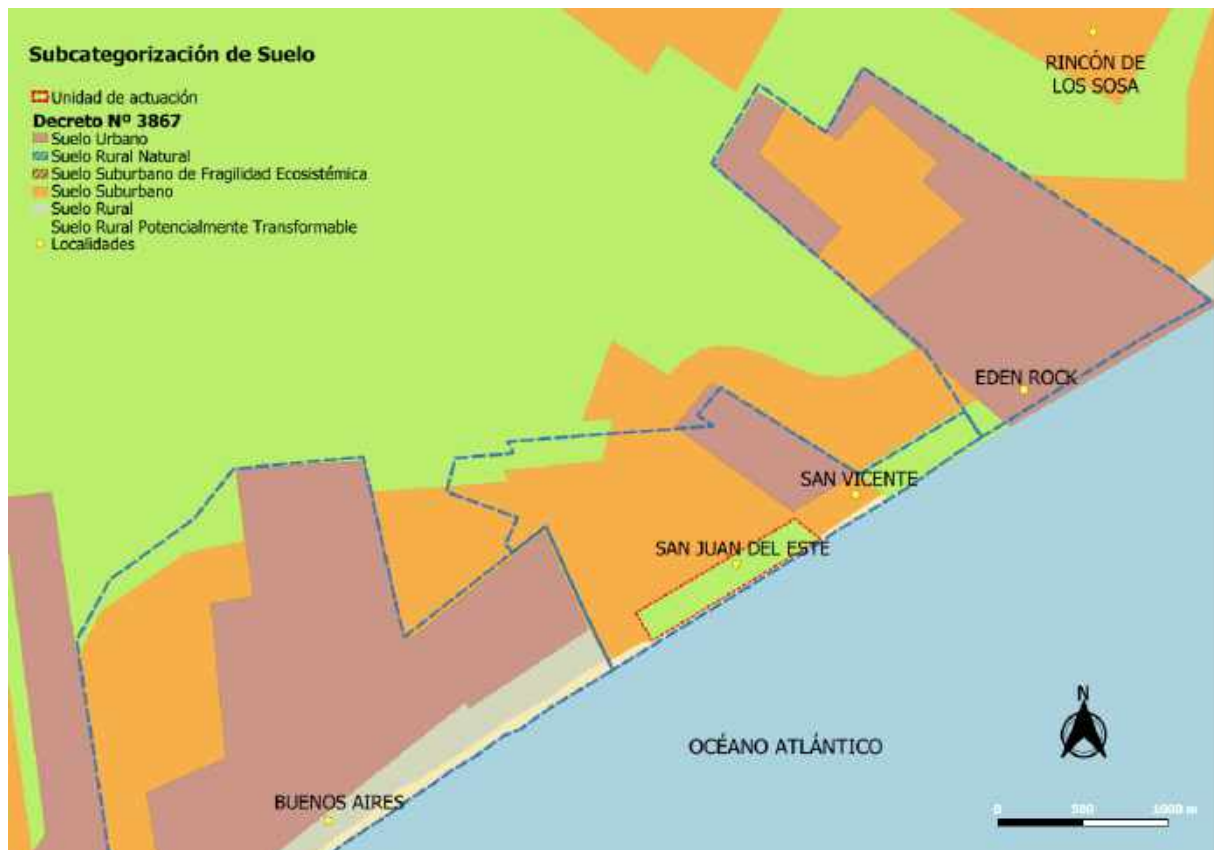 Subcategorización de Suelo
Unidad de actuación
Decreto Nº 3867
Suelo Urbano
Suelo Rural Natural
Suelo Suburbano de Fragilidad Ecosistémica
Suelo Suburbano
Suelo Rural
Suelo Rural Potencialmente Transformable
Localidades
RINCÓN DE
LOS SOSA
EDEN ROCK
SAN VICENTE
SAN JUAN DEL ESTE
BUENOS AIRES
OCÉANO ATLÁNTICO
N
0 500 1000 m